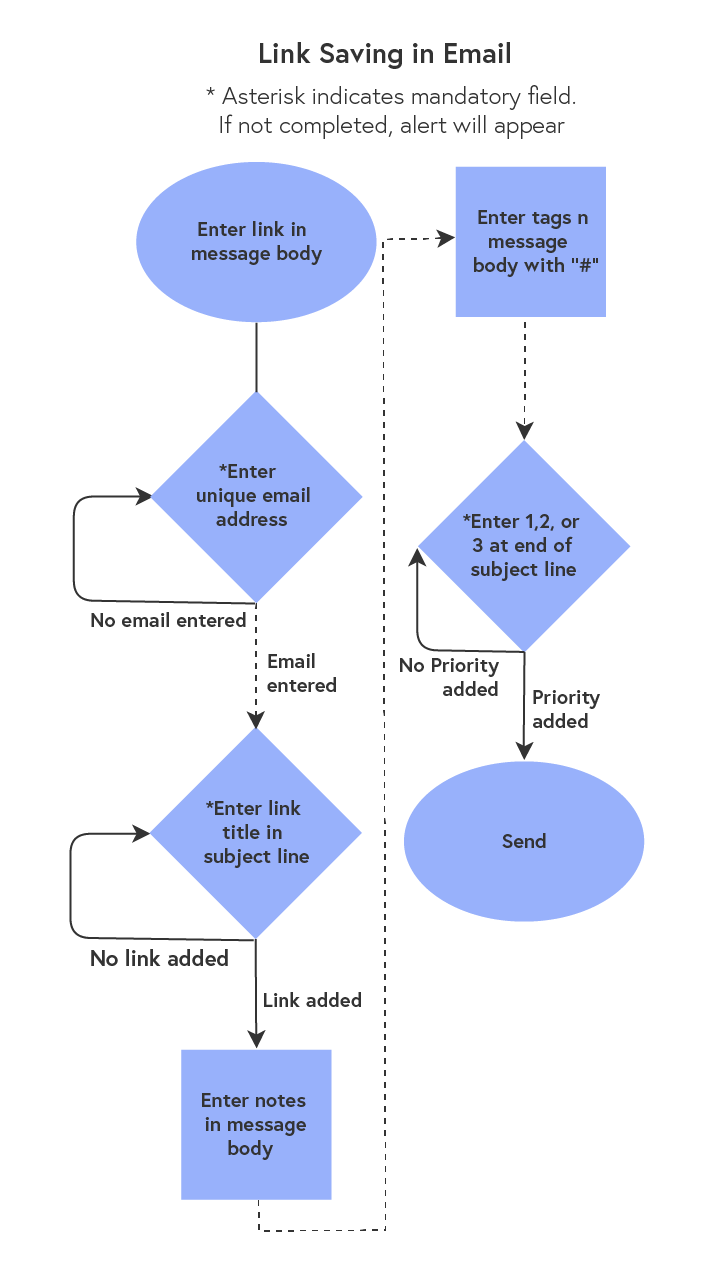 Link Saving in Email
* Asterisk indicates mandatory field.
If not completed, alert will appear
Enter link in
message body
*Enter
unique email
address
No email entered
Email
entered
*Enter link
title in
subject line
No link added
Link added
Enter notes
in message
body
Enter tags n
message
body with "#"
*Enter 1,2, or
3 at end of
subject line
No Priority
added
Priority
added
Send